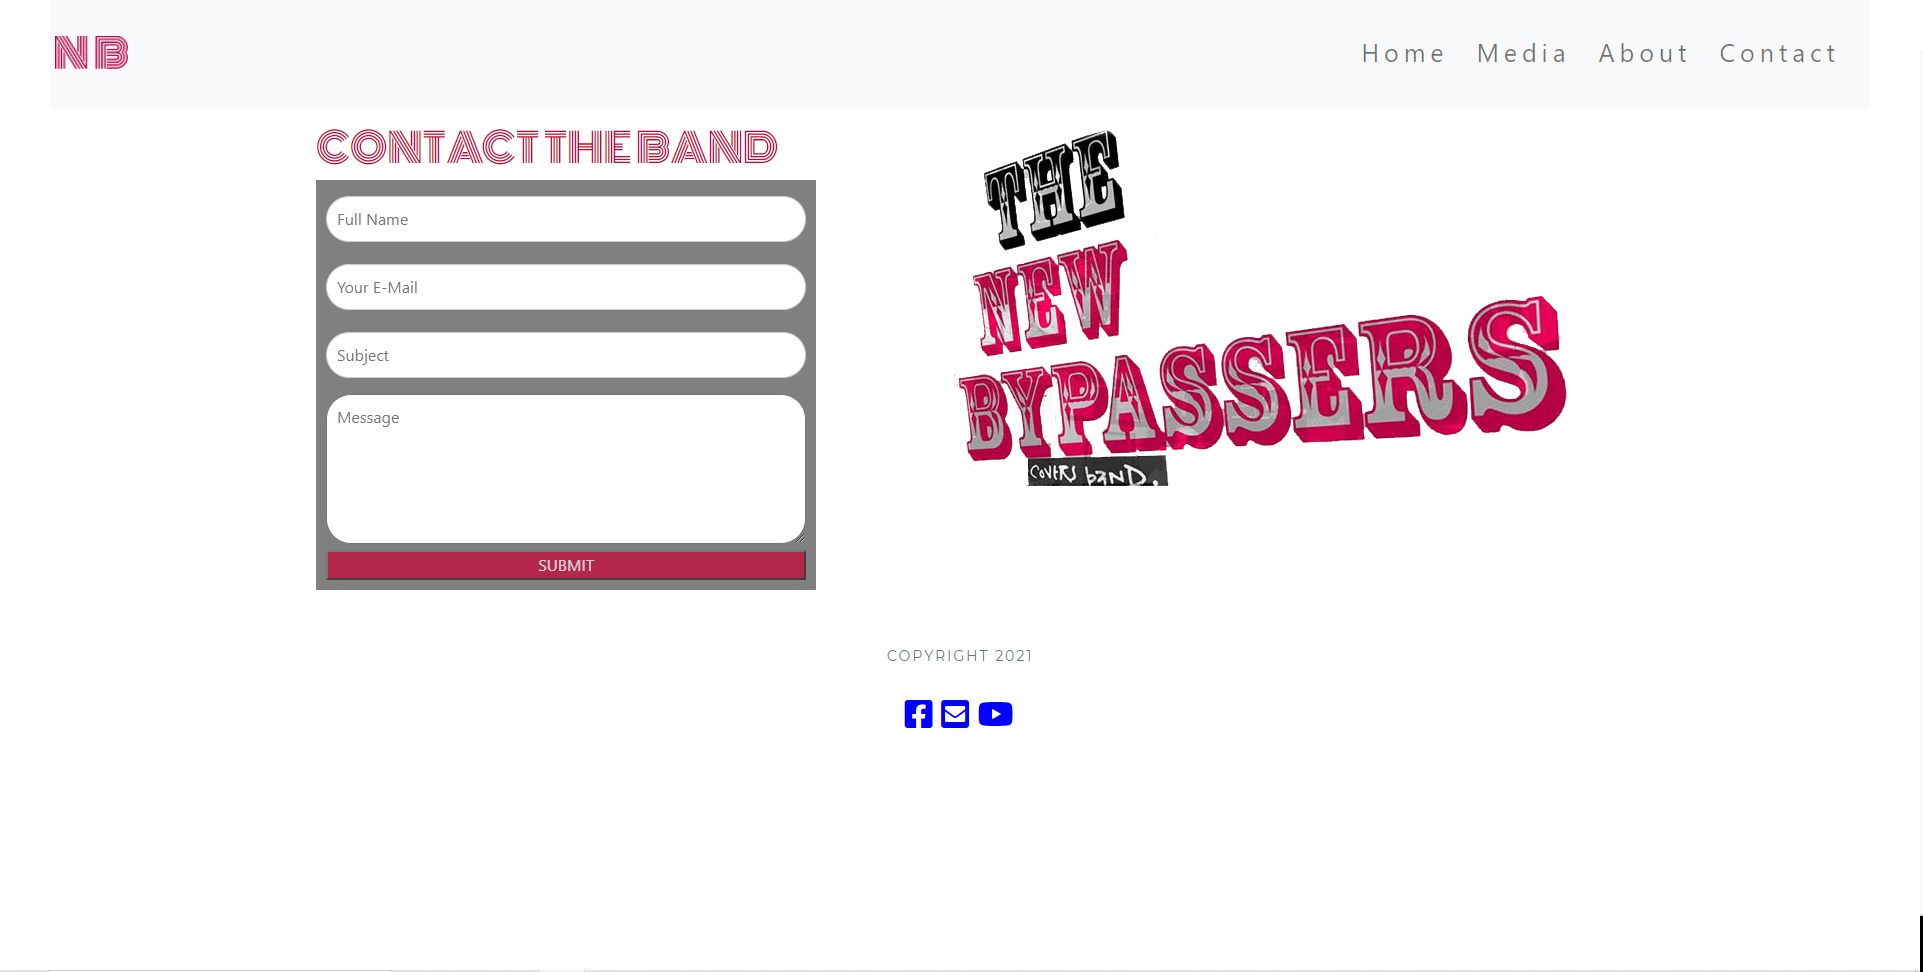 NB
Home Media About Contact
CONTACT THE BAND
Full Name
Your E-Mail
Subject
Message
SUBMIT
THE
NEW
BYPASSERS
COVERS baND.
COPYRIGHT 2021